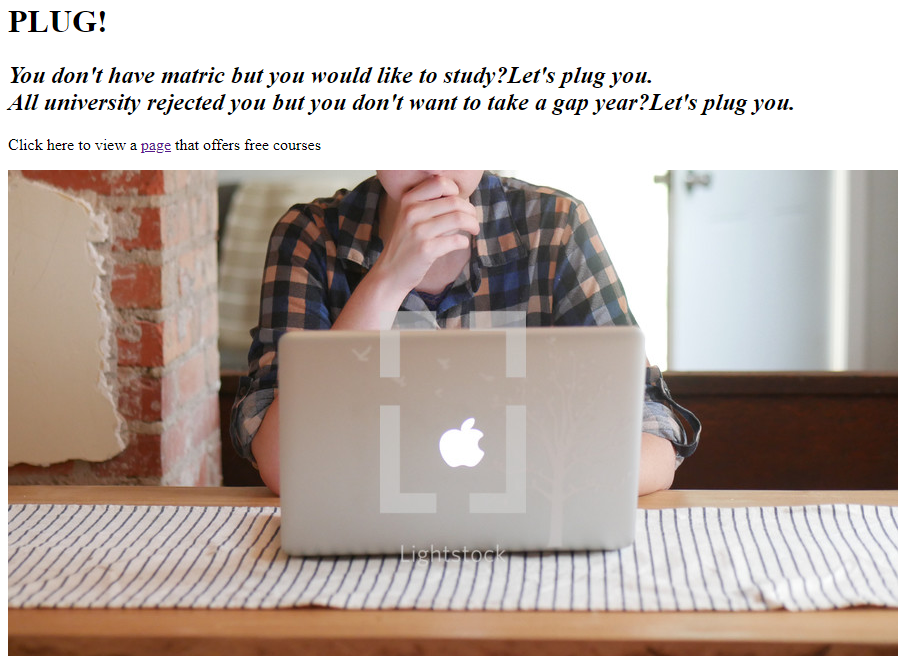 PLUG!
You don't have matric but you would like to study?Let's plug you.
All university rejected you but you don't want to take a gap year?Let's plug you.
Click here to view a page that offers free courses
Lightstock